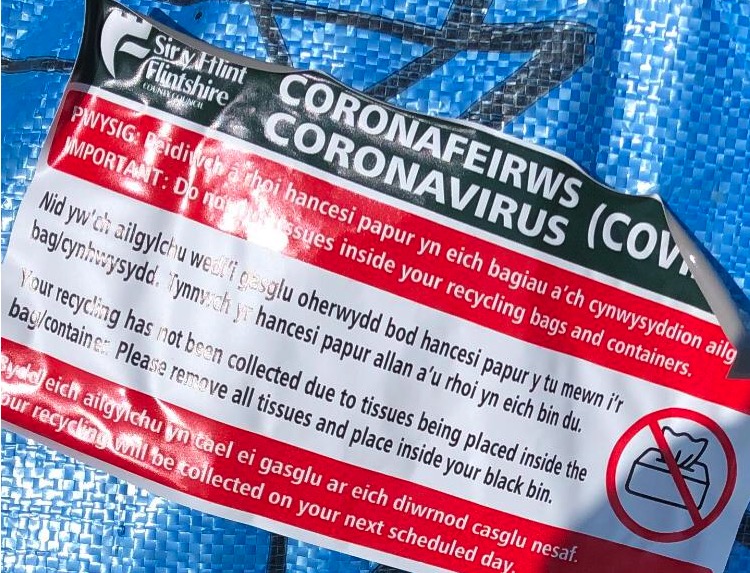 Sir y Fflint
Flintshire
COUNTY COUNCIL
CORONAFEIRWS
CORONAVIRUS (COVI
PWYSIG: Peidiwch â rhoi hancesi papur yn eich bagiau a'ch cynwysyddion ailg
IMPORTANT: Do not put tissues inside your recycling bags and containers.
Nid yw'ch ailgylchu wedi'i gasglu oherwydd bod hancesi papur y tu mewn i'r
bag/cynhwysydd. Tynnwch yr hancesi papur allan a'u rhoi yn eich bin du.
Your recycling has not been collected due to tissues being placed inside the
bag/container. Please remove all tissues and place inside your black bin.
ydd eich ailgylchu yn cael ei gasglu ar eich diwrnod casglu nesaf.
our recycling will be collected on your next scheduled day.